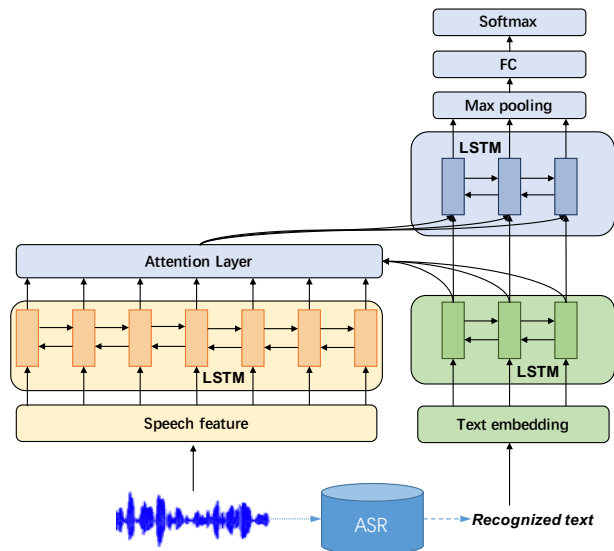 Softmax
FC
Max pooling
LSTM
Attention Layer
LSTM
LSTM
Speech feature
Text embedding
ASR
Recognized text